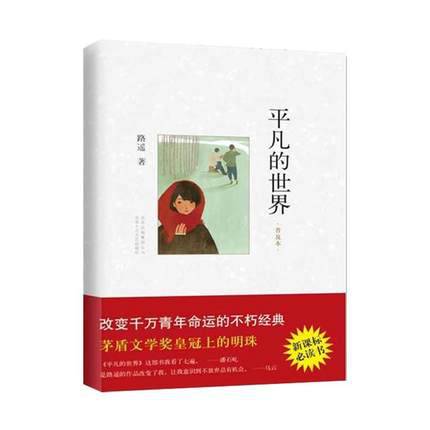 平凡的世界
·普及本·
路遥 著
改变千万青年命运的不朽经典
茅盾文学奖皇冠上的明珠
新课标
必读书
《平凡的世界》这部书我看了七遍。 ——潘石屹
是路遥的作品改变了我,让我意识到不放弃总有机会。 ——马云